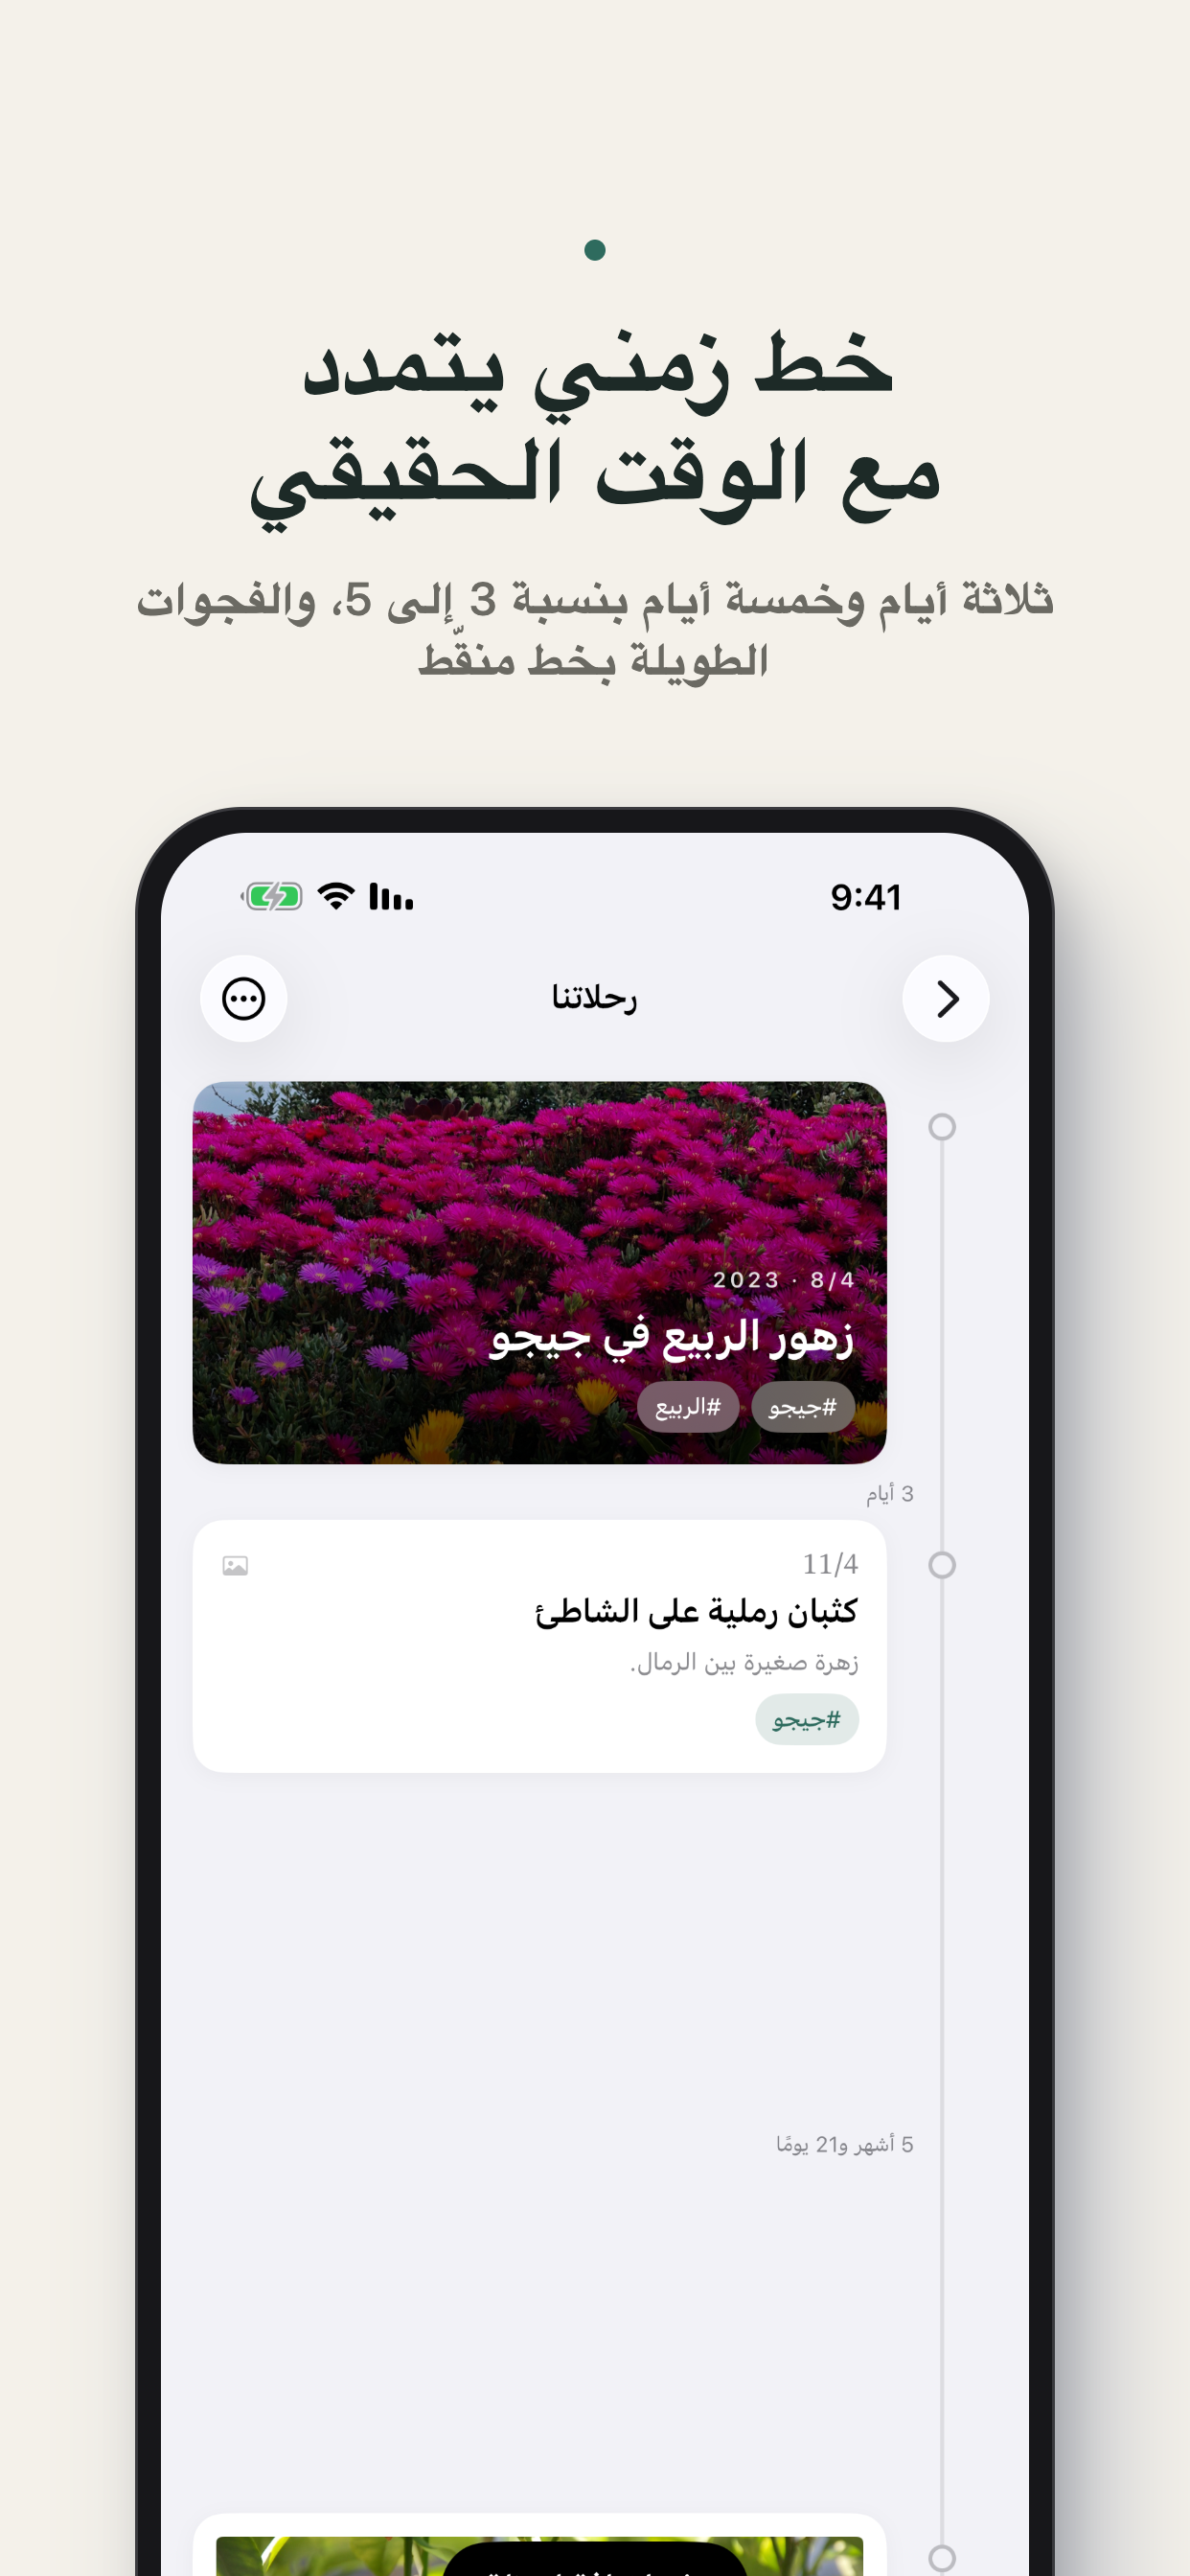 خط زمني يتمدد
مع الوقت الحقيقي
ثلاثة أيام وخمسة أيام بنسبة 3 إلى 5، والفجوات
الطويلة بخط منقّط
9:41
رحلاتنا
8/4 · 2023
زهور الربيع في جيجو
#جيجو #الربيع
3 أيام
11/4
كثبان رملية على الشاطئ
زهرة صغيرة بين الرمال.
#جيجو
5 أشهر و21 يومًا